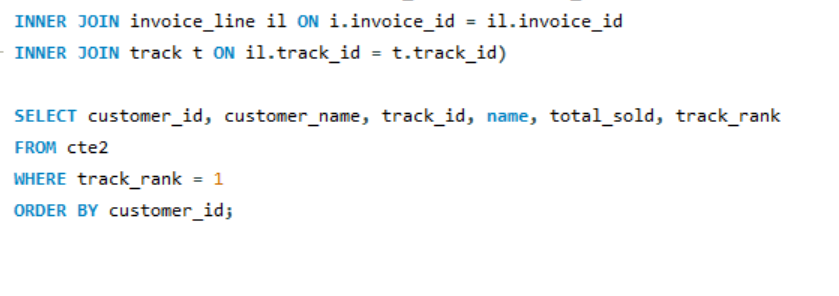 INNER JOIN invoice_line il ON i.invoice_id = il.invoice_id
INNER JOIN track t ON il.track_id = t.track_id)
SELECT customer_id, customer_name, track_id, name, total_sold, track_rank
FROM cte2
WHERE track_rank = 1
ORDER BY customer_id;